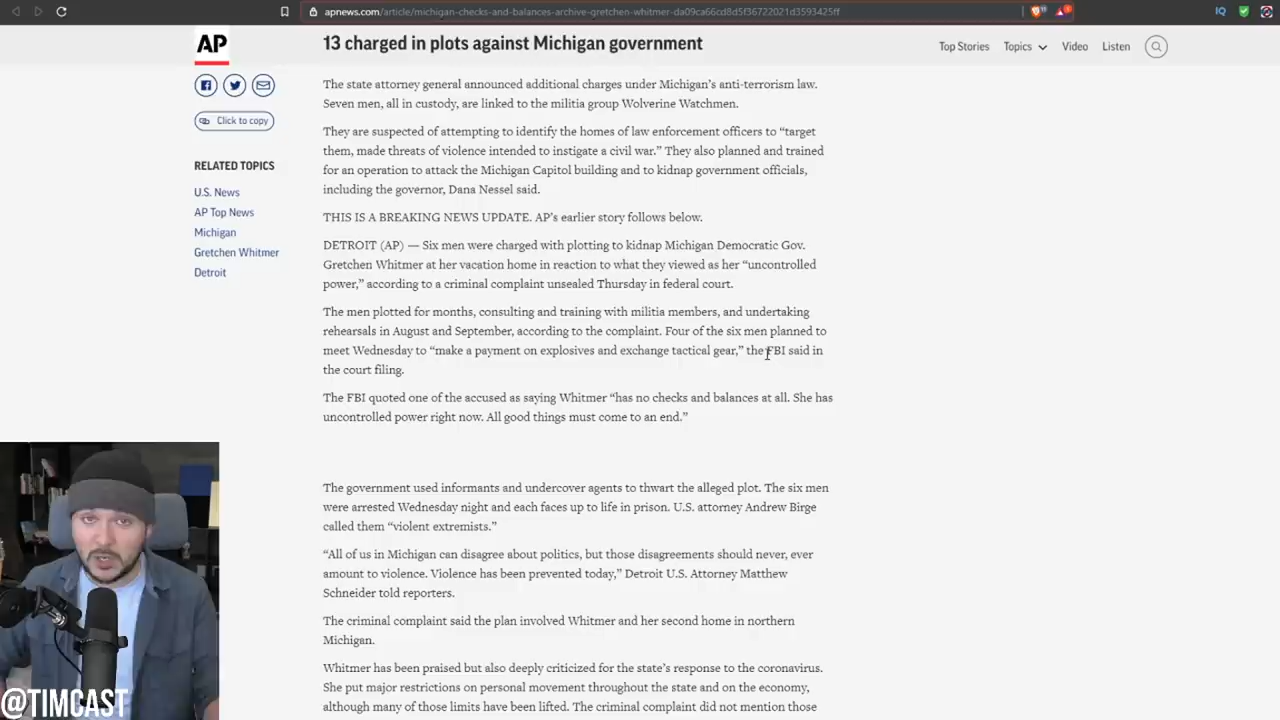 apnews.com/article/michigan-checks-and-balances-archive-gretchen-whitmer-da09ca66cd8d5f36722021d3593425ff
IQ
AP
13 charged in plots against Michigan government
Top Stories
Topics
Video
Listen
Click to copy
RELATED TOPICS
U.S. News
AP Top News
Michigan
Gretchen Whitmer
Detroit
The state attorney general announced additional charges under Michigan’s anti-terrorism law.
Seven men, all in custody, are linked to the militia group Wolverine Watchmen.
They are suspected of attempting to identify the homes of law enforcement officers to “target
them, made threats of violence intended to instigate a civil war.” They also planned and trained
for an operation to attack the Michigan Capitol building and to kidnap government officials,
including the governor, Dana Nessel said.
THIS IS A BREAKING NEWS UPDATE. AP’s earlier story follows below.
DETROIT (AP) — Six men were charged with plotting to kidnap Michigan Democratic Gov.
Gretchen Whitmer at her vacation home in reaction to what they viewed as her “uncontrolled
power,” according to a criminal complaint unsealed Thursday in federal court.
The men plotted for months, consulting and training with militia members, and undertaking
rehearsals in August and September, according to the complaint. Four of the six men planned to
meet Wednesday to “make a payment on explosives and exchange tactical gear,” the FBI said in
the court filing.
The FBI quoted one of the accused as saying Whitmer “has no checks and balances at all. She has
uncontrolled power right now. All good things must come to an end.”
The government used informants and undercover agents to thwart the alleged plot. The six men
were arrested Wednesday night and each faces up to life in prison. U.S. attorney Andrew Birge
called them “violent extremists.”
“All of us in Michigan can disagree about politics, but those disagreements should never, ever
amount to violence. Violence has been prevented today,” Detroit U.S. Attorney Matthew
Schneider told reporters.
The criminal complaint said the plan involved Whitmer and her second home in northern
Michigan.
Whitmer has been praised but also deeply criticized for the state’s response to the coronavirus.
She put major restrictions on personal movement throughout the state and on the economy,
although many of those limits have been lifted. The criminal complaint did not mention those
@TIMCAST